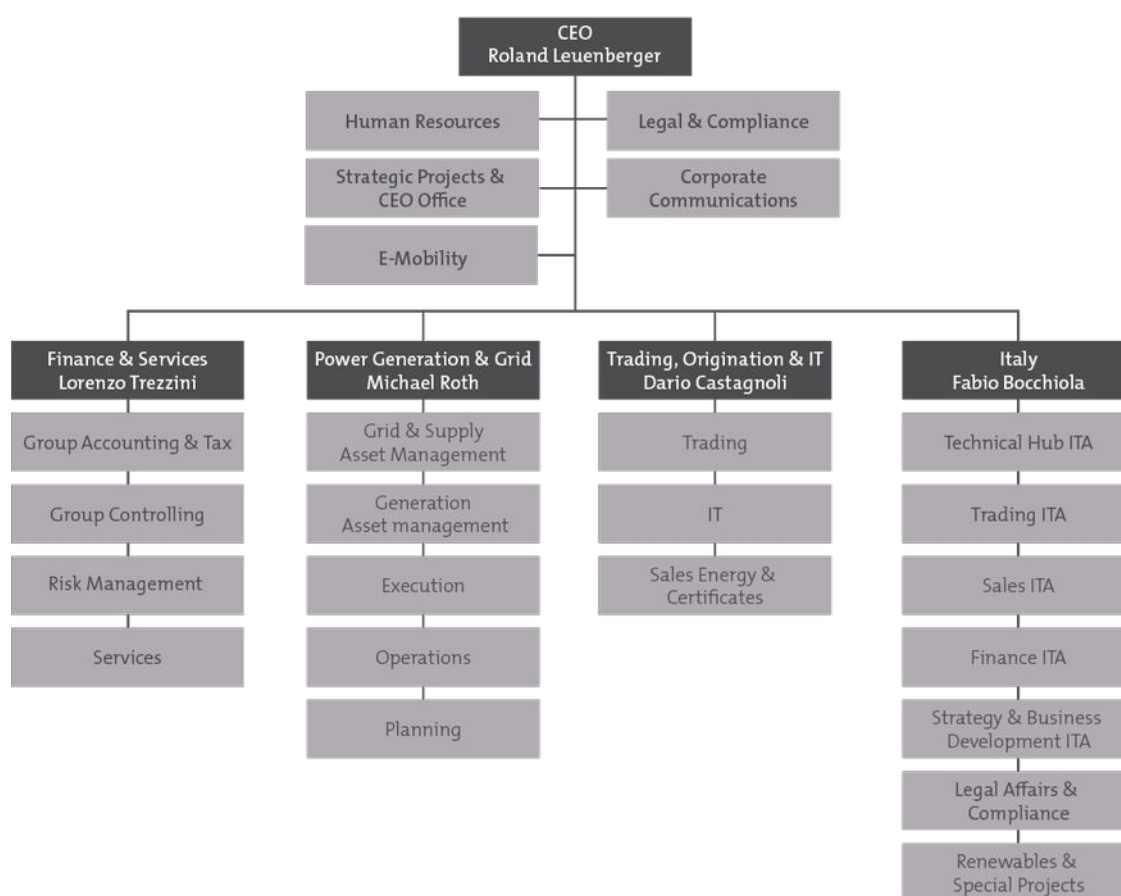 CEO
Roland Leuenberger
Human Resources
Legal & Compliance
Strategic Projects &
CEO Office
Corporate
Communications
E-Mobility
Finance & Services
Lorenzo Trezzini
Group Accounting & Tax
Group Controlling
Risk Management
Services
Power Generation & Grid
Michael Roth
Grid & Supply
Asset Management
Generation
Asset management
Execution
Operations
Planning
Trading, Origination & IT
Dario Castagnoli
Trading
IT
Sales Energy &
Certificates
Italy
Fabio Bocchiola
Technical Hub ITA
Trading ITA
Sales ITA
Finance ITA
Strategy & Business
Development ITA
Legal Affairs &
Compliance
Renewables &
Special Projects